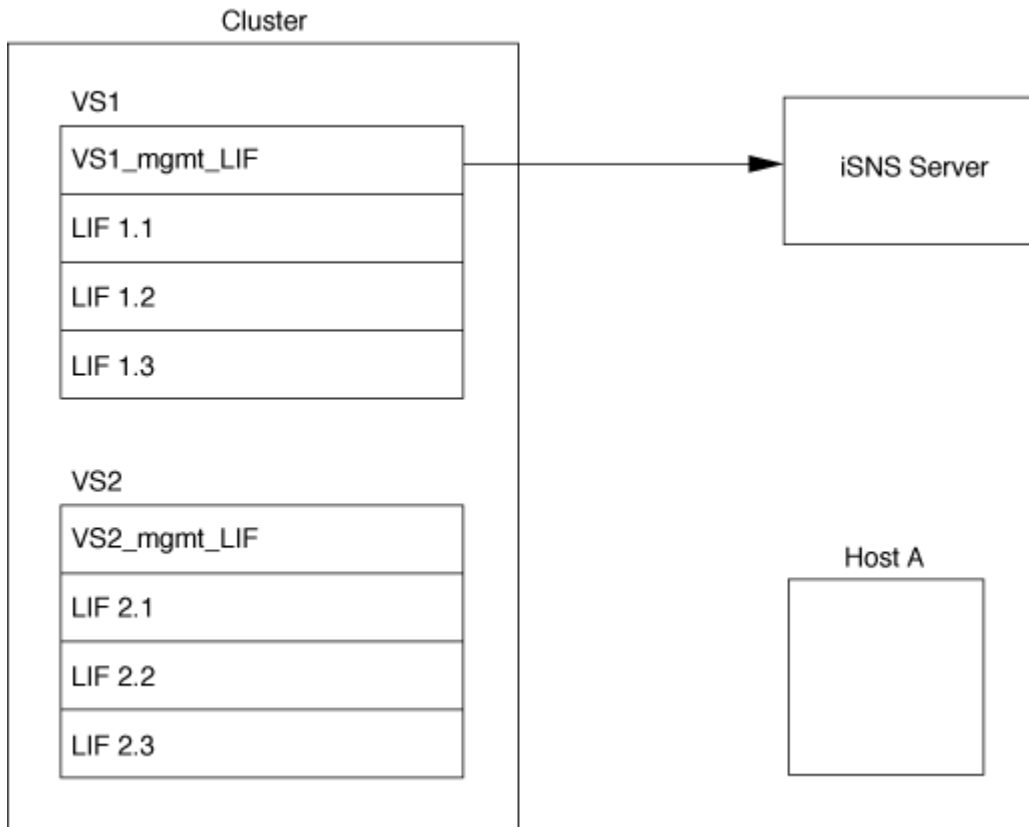 Cluster
VS1
VS1_mgmt_LIF
LIF 1.1
LIF 1.2
LIF 1.3
iSNS Server
VS2
VS2_mgmt_LIF
LIF 2.1
LIF 2.2
LIF 2.3
Host A